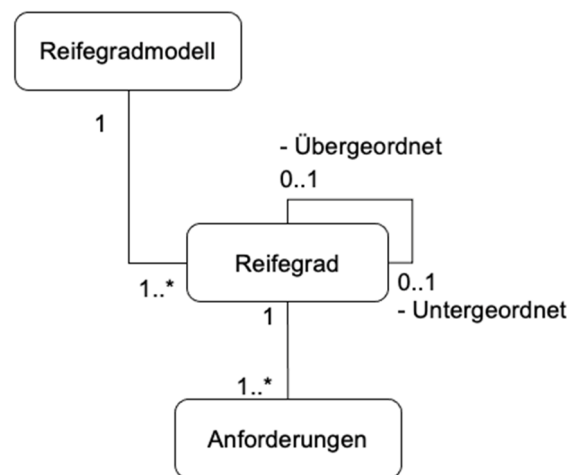 Reifegradmodell
1
- Übergeordnet
0..1
Reifegrad
1..*
0..1
- Untergeordnet
1
1..*
Anforderungen